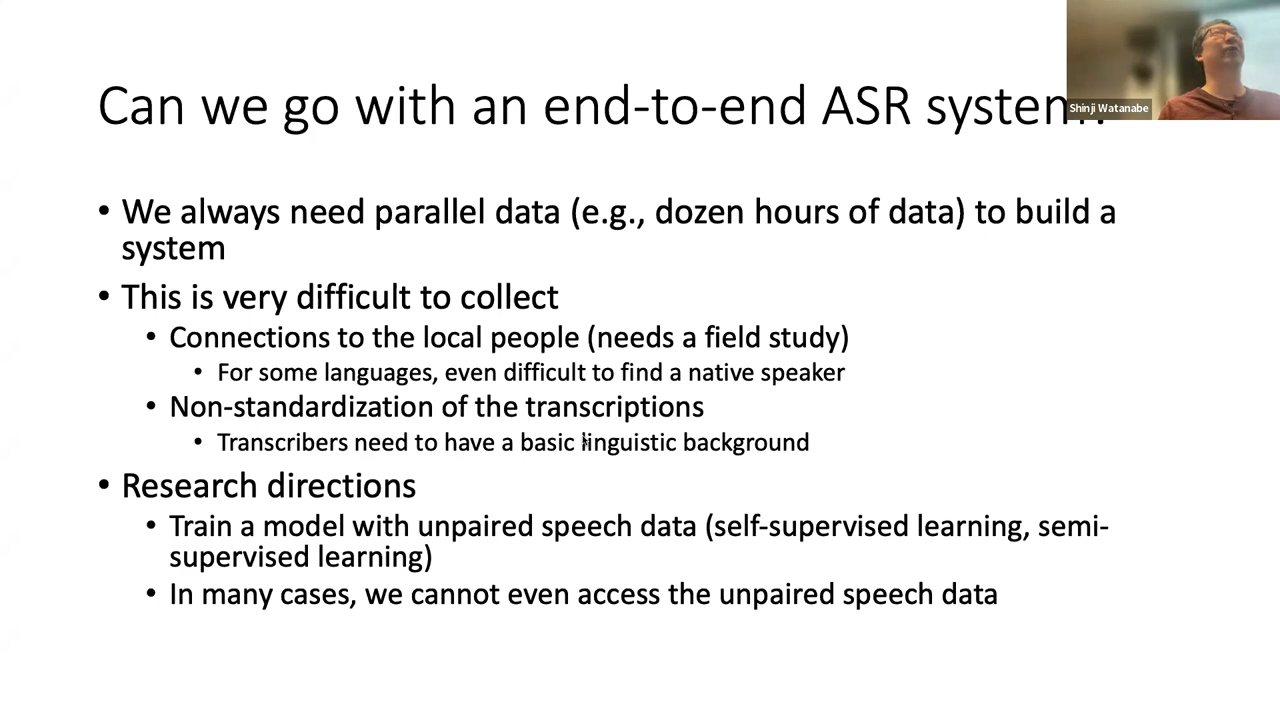 Can we go with an end-to-end ASR system?
Shinji Watanabe
• We always need parallel data (e.g., dozen hours of data) to build a
system
• This is very difficult to collect
• Connections to the local people (needs a field study)
• For some languages, even difficult to find a native speaker
• Non-standardization of the transcriptions
• Transcribers need to have a basic linguistic background
• Research directions
• Train a model with unpaired speech data (self-supervised learning, semi-
supervised learning)
• In many cases, we cannot even access the unpaired speech data